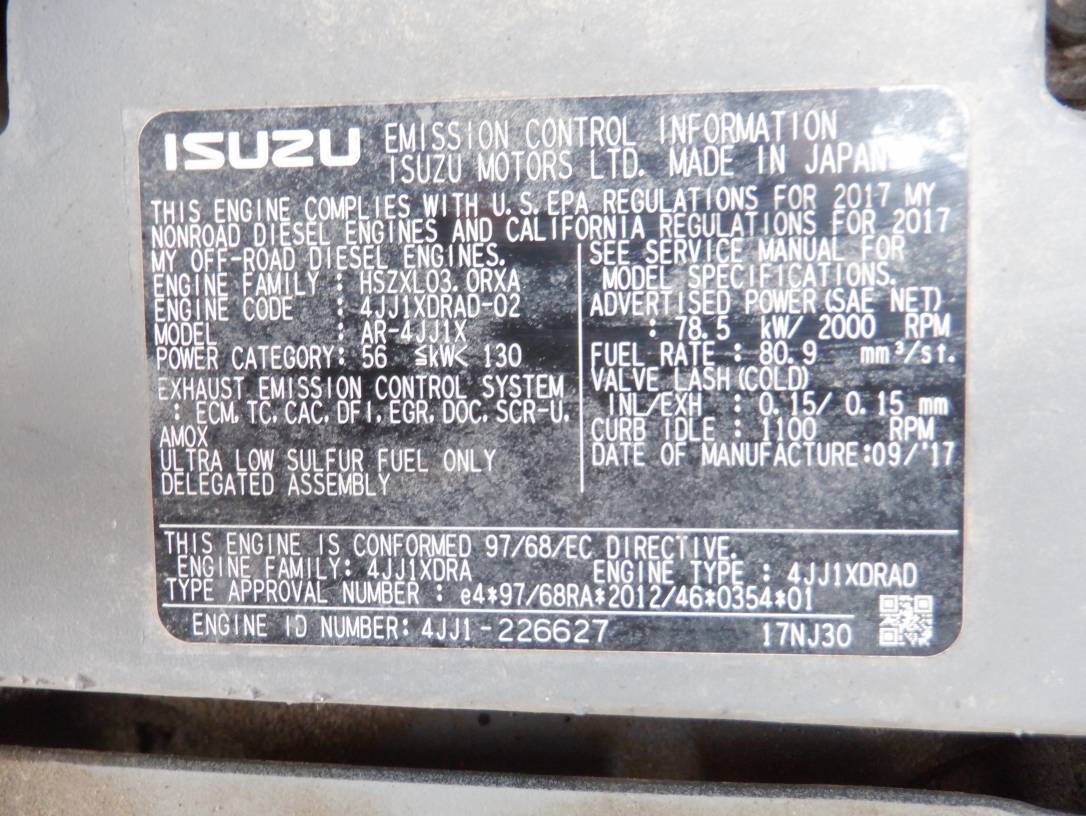 ISUZU EMISSION CONTROL INFORMATION
ISUZU MOTORS LTD. MADE IN JAPAN
THIS ENGINE COMPLIES WITH U.S.EPA REGULATIONS FOR 2017 MY
NONROAD DIESEL ENGINES AND CALIFORNIA REGULATIONS FOR 2017
MY OFF-ROAD DIESEL ENGINES.
ENGINE FAMILY : HSZXL03.0RXA
ENGINE CODE : 4JJ1XDRAD-02
MODEL : AR-4JJ1X
POWER CATEGORY: 56 ≦kW< 130
EXHAUST EMISSION CONTROL SYSTEM
: ECM, TC, CAC, DFI, EGR, DOC, SCR-U,
AMOX
ULTRA LOW SULFUR FUEL ONLY
DELEGATED ASSEMBLY
SEE SERVICE MANUAL FOR
MODEL SPECIFICATIONS.
ADVERTISED POWER(SAE NET)
: 78.5 kW/ 2000 RPM
FUEL RATE : 80.9 mm³/st.
VALVE LASH(COLD)
INL/EXH : 0.15/ 0.15 mm
CURB IDLE : 1100 RPM
DATE OF MANUFACTURE:09/'17
THIS ENGINE IS CONFORMED 97/68/EC DIRECTIVE.
ENGINE FAMILY: 4JJ1XDRA ENGINE TYPE : 4JJ1XDRAD
TYPE APPROVAL NUMBER : e4*97/68RA*2012/46*0354*01
ENGINE ID NUMBER: 4JJ1-226627 17NJ30